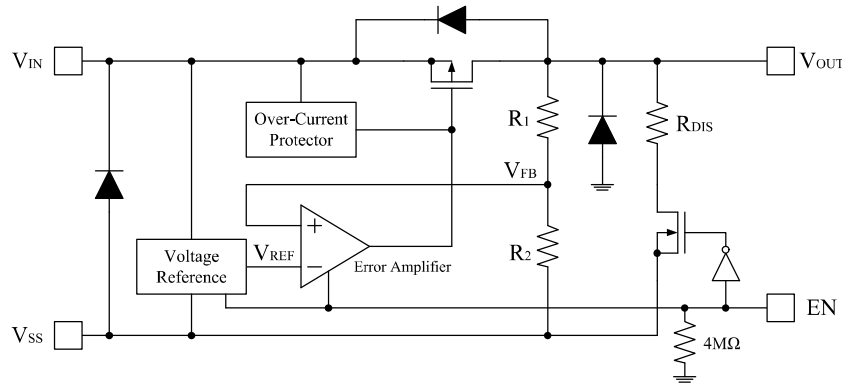 VIN
VOUT
Over-Current
Protector
R1
RDIS
VFB
+
Voltage
Reference
VREF
−
Error Amplifier
R2
EN
VSS
4MΩ